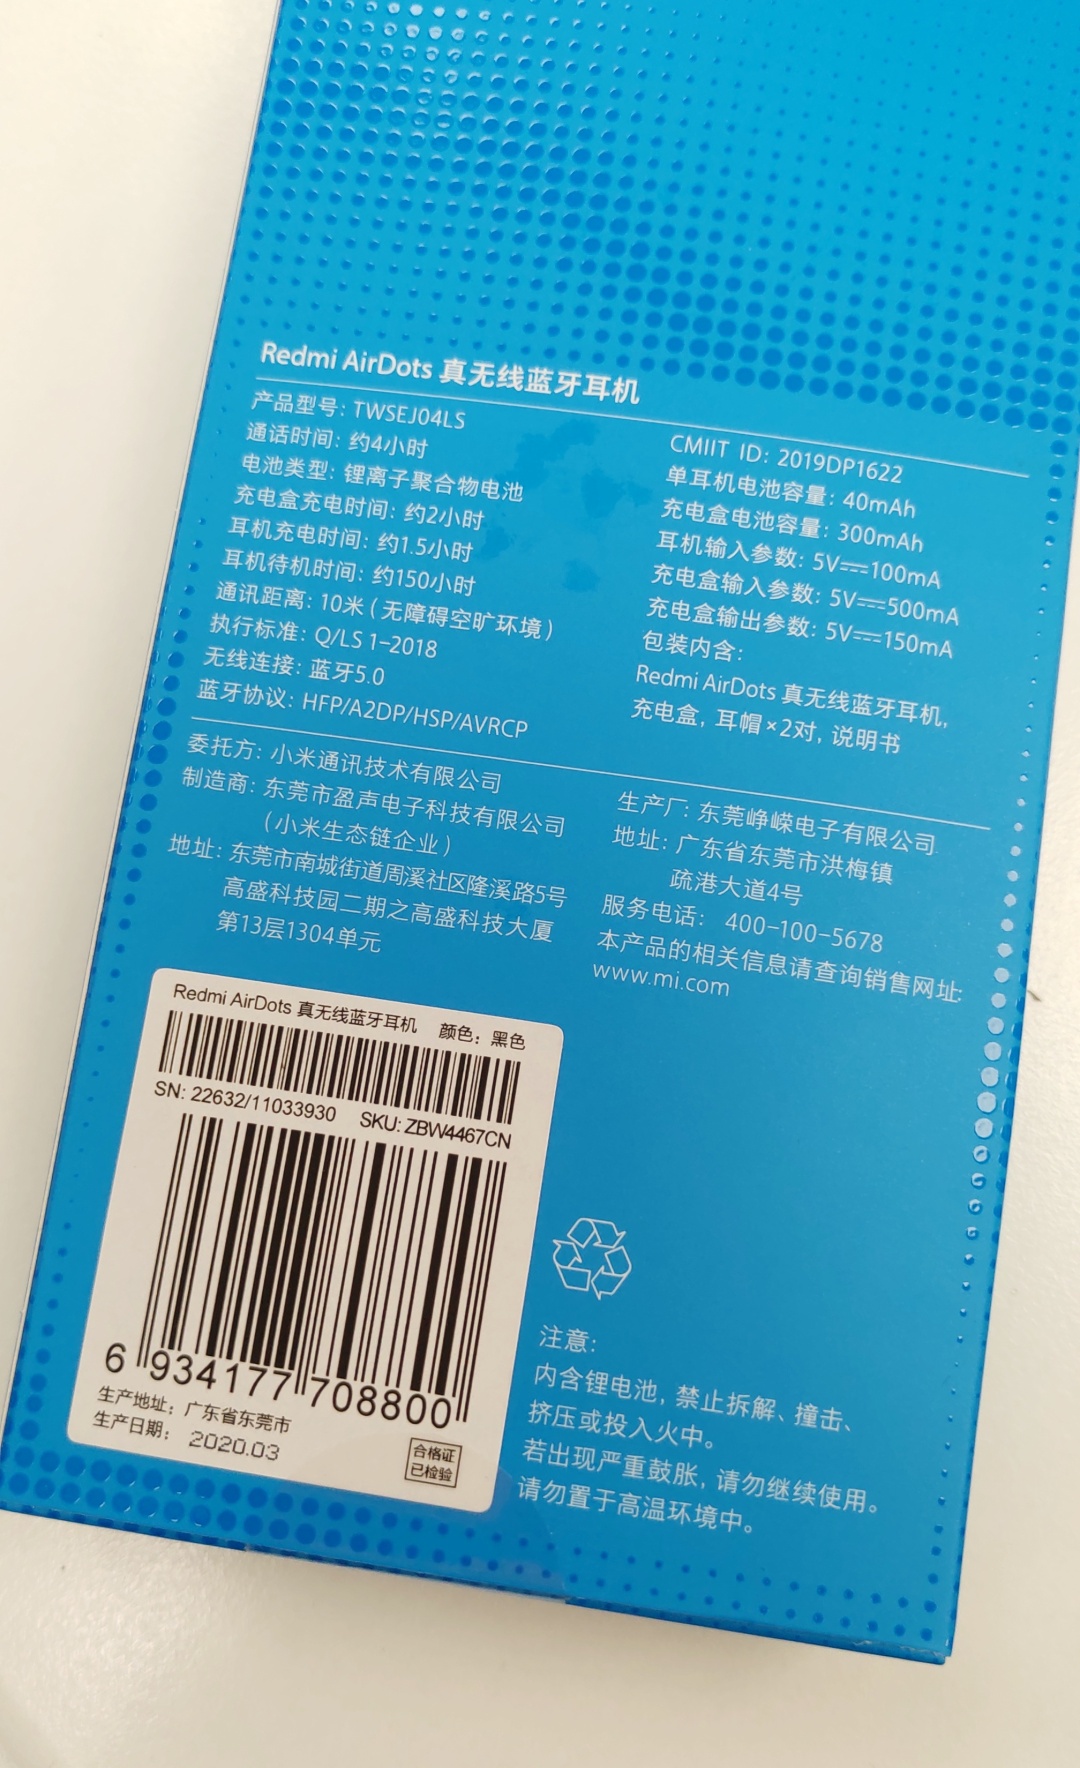 Redmi AirDots 真无线蓝牙耳机
产品型号: TWSEJ04LS
通话时间: 约4小时
电池类型: 锂离子聚合物电池
充电盒充电时间: 约2小时
耳机充电时间: 约1.5小时
耳机待机时间: 约150小时
通讯距离: 10米 (无障碍空旷环境)
执行标准: Q/LS 1-2018
无线连接: 蓝牙5.0
蓝牙协议: HFP/A2DP/HSP/AVRCP
CMIIT ID: 2019DP1622
单耳机电池容量: 40mAh
充电盒电池容量: 300mAh
耳机输入参数: 5V⎓100mA
充电盒输入参数: 5V⎓500mA
充电盒输出参数: 5V⎓150mA
包装内含:
Redmi AirDots 真无线蓝牙耳机,
充电盒, 耳帽×2对, 说明书
委托方: 小米通讯技术有限公司
制造商: 东莞市盈声电子科技有限公司
(小米生态链企业)
地址: 东莞市南城街道周溪社区隆溪路5号
高盛科技园二期之高盛科技大厦
第13层1304单元
生产厂: 东莞峥嵘电子有限公司
地址: 广东省东莞市洪梅镇
疏港大道4号
服务电话: 400-100-5678
本产品的相关信息请查询销售网址:
www.mi.com
Redmi AirDots 真无线蓝牙耳机 颜色: 黑色
SN: 22632/11033930 SKU: ZBW4467CN
6 934177 708800
生产地址: 广东省东莞市
生产日期: 2020.03
合格证
已检验
注意:
内含锂电池, 禁止拆解、撞击、
挤压或投入火中。
若出现严重鼓胀, 请勿继续使用。
请勿置于高温环境中。